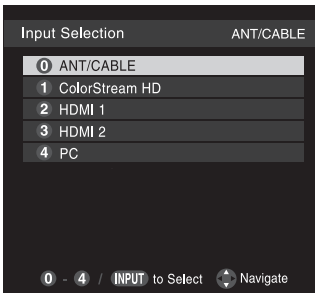 Input Selection ANT/CABLE
0 ANT/CABLE
1 ColorStream HD
2 HDMI 1
3 HDMI 2
4 PC
0 - 4 / INPUT to Select Navigate